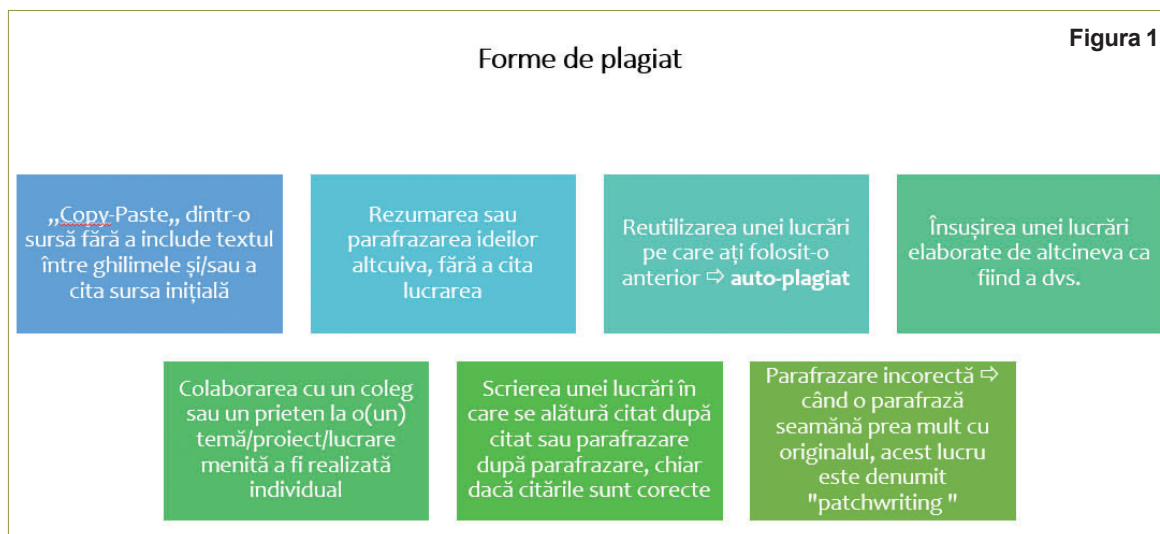 Figura 1
Forme de plagiat
„Copy-Paste„ dintr-o
sursă fără a include textul
între ghilimele și/sau a
cita sursa inițială
Rezumarea sau
parafrazarea ideilor
altcuiva, fără a cita
lucrarea
Reutilizarea unei lucrări
pe care ați folosit-o
anterior ⇨ auto-plagiat
Însușirea unei lucrări
elaborate de altcineva ca
fiind a dvs.
Colaborarea cu un coleg
sau un prieten la o(un)
temă/proiect/lucrare
menită a fi realizată
individual
Scrierea unei lucrări în
care se alătură citat după
citat sau parafrazare
după parafrazare, chiar
dacă citările sunt corecte
Parafrazare incorectă ⇨
când o parafrază
seamănă prea mult cu
originalul, acest lucru
este denumit
"patchwriting "